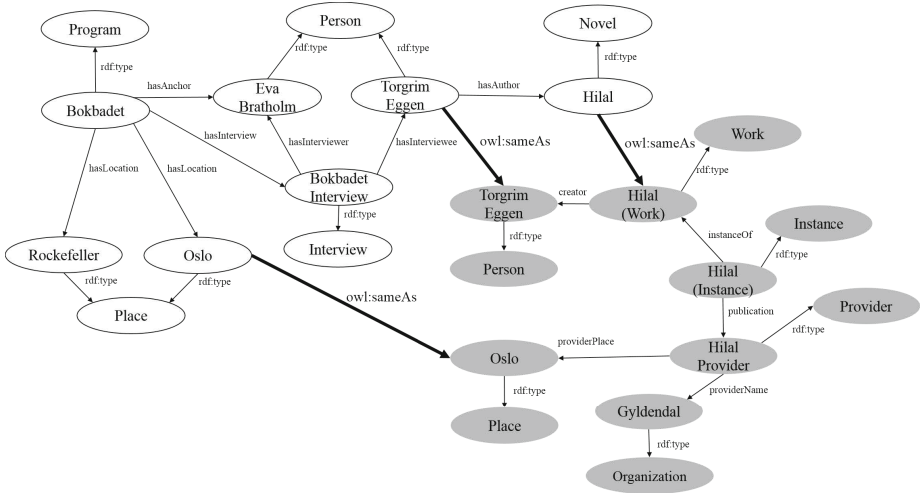 Program
Person
Novel
rdf:type
rdf:type
rdf:type
rdf:type
hasAnchor
Eva
Bratholm
Torgrim
Eggen
hasAuthor
Hilal
Bokbadet
hasInterview
hasInterviewer
hasInterviewee
owl:sameAs
owl:sameAs
Work
rdf:type
hasLocation
hasLocation
Bokbadet
Interview
Torgrim
Eggen
creator
Hilal
(Work)
rdf:type
instanceOf
Instance
rdf:type
Rockefeller
Oslo
Interview
rdf:type
Person
Hilal
(Instance)
rdf:type
rdf:type
Place
owl:sameAs
publication
Provider
rdf:type
providerPlace
Oslo
Hilal
Provider
rdf:type
providerName
Place
Gyldendal
rdf:type
Organization